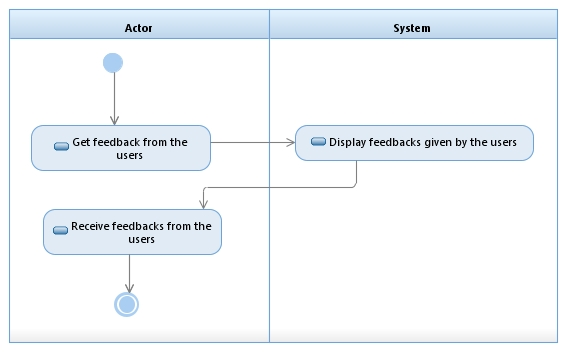 Actor
System
Get feedback from the
users
Display feedbacks given by the users
Receive feedbacks from the
users